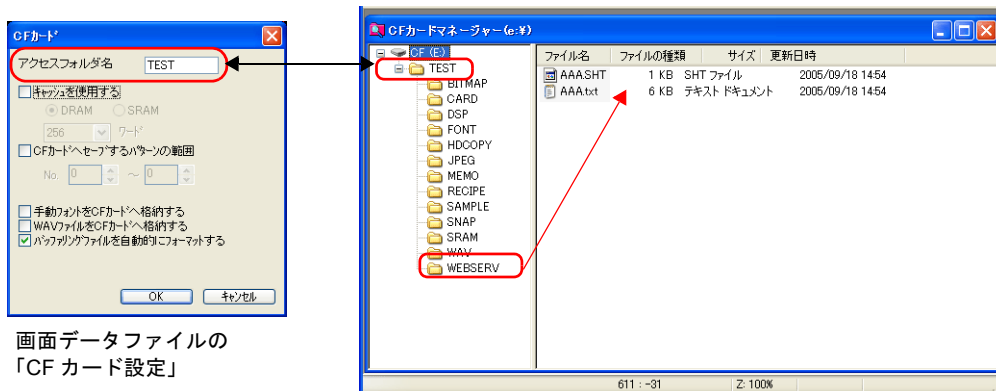 CFカード
アクセスフォルダ名 TEST
キャッシュを使用する
DRAM SRAM
256 ワード
CFカードへセーブするパターンの範囲
No. 0 ~ 0
手動フォントをCFカードへ格納する
WAVファイルをCFカードへ格納する
バッファリングファイルを自動的にフォーマットする
OK キャンセル
画面データファイルの
「CF カード設定」
CFカードマネージャー(e:¥)
CF (E:)
TEST
BITMAP
CARD
DSP
FONT
HDCOPY
JPEG
MEMO
RECIPE
SAMPLE
SNAP
SRAM
WAV
WEBSERV
ファイル名 ファイルの種類 サイズ 更新日時
AAA.SHT 1 KB SHT ファイル 2005/09/18 14:54
AAA.txt 6 KB テキスト ドキュメント 2005/09/18 14:54
611 : -31 Z: 100%